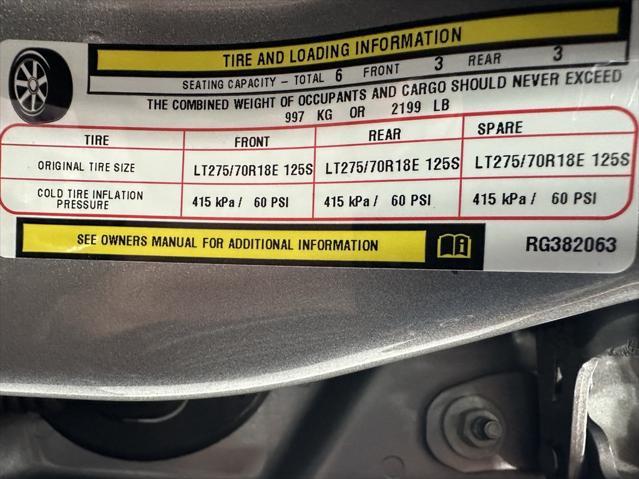 TIRE AND LOADING INFORMATION
SEATING CAPACITY – TOTAL 6 FRONT 3 REAR 3
THE COMBINED WEIGHT OF OCCUPANTS AND CARGO SHOULD NEVER EXCEED
997 KG OR 2199 LB
TIRE FRONT REAR SPARE
ORIGINAL TIRE SIZE LT275/70R18E 125S LT275/70R18E 125S LT275/70R18E 125S
COLD TIRE INFLATION
PRESSURE 415 kPa / 60 PSI 415 kPa / 60 PSI 415 kPa / 60 PSI
SEE OWNERS MANUAL FOR ADDITIONAL INFORMATION RG382063